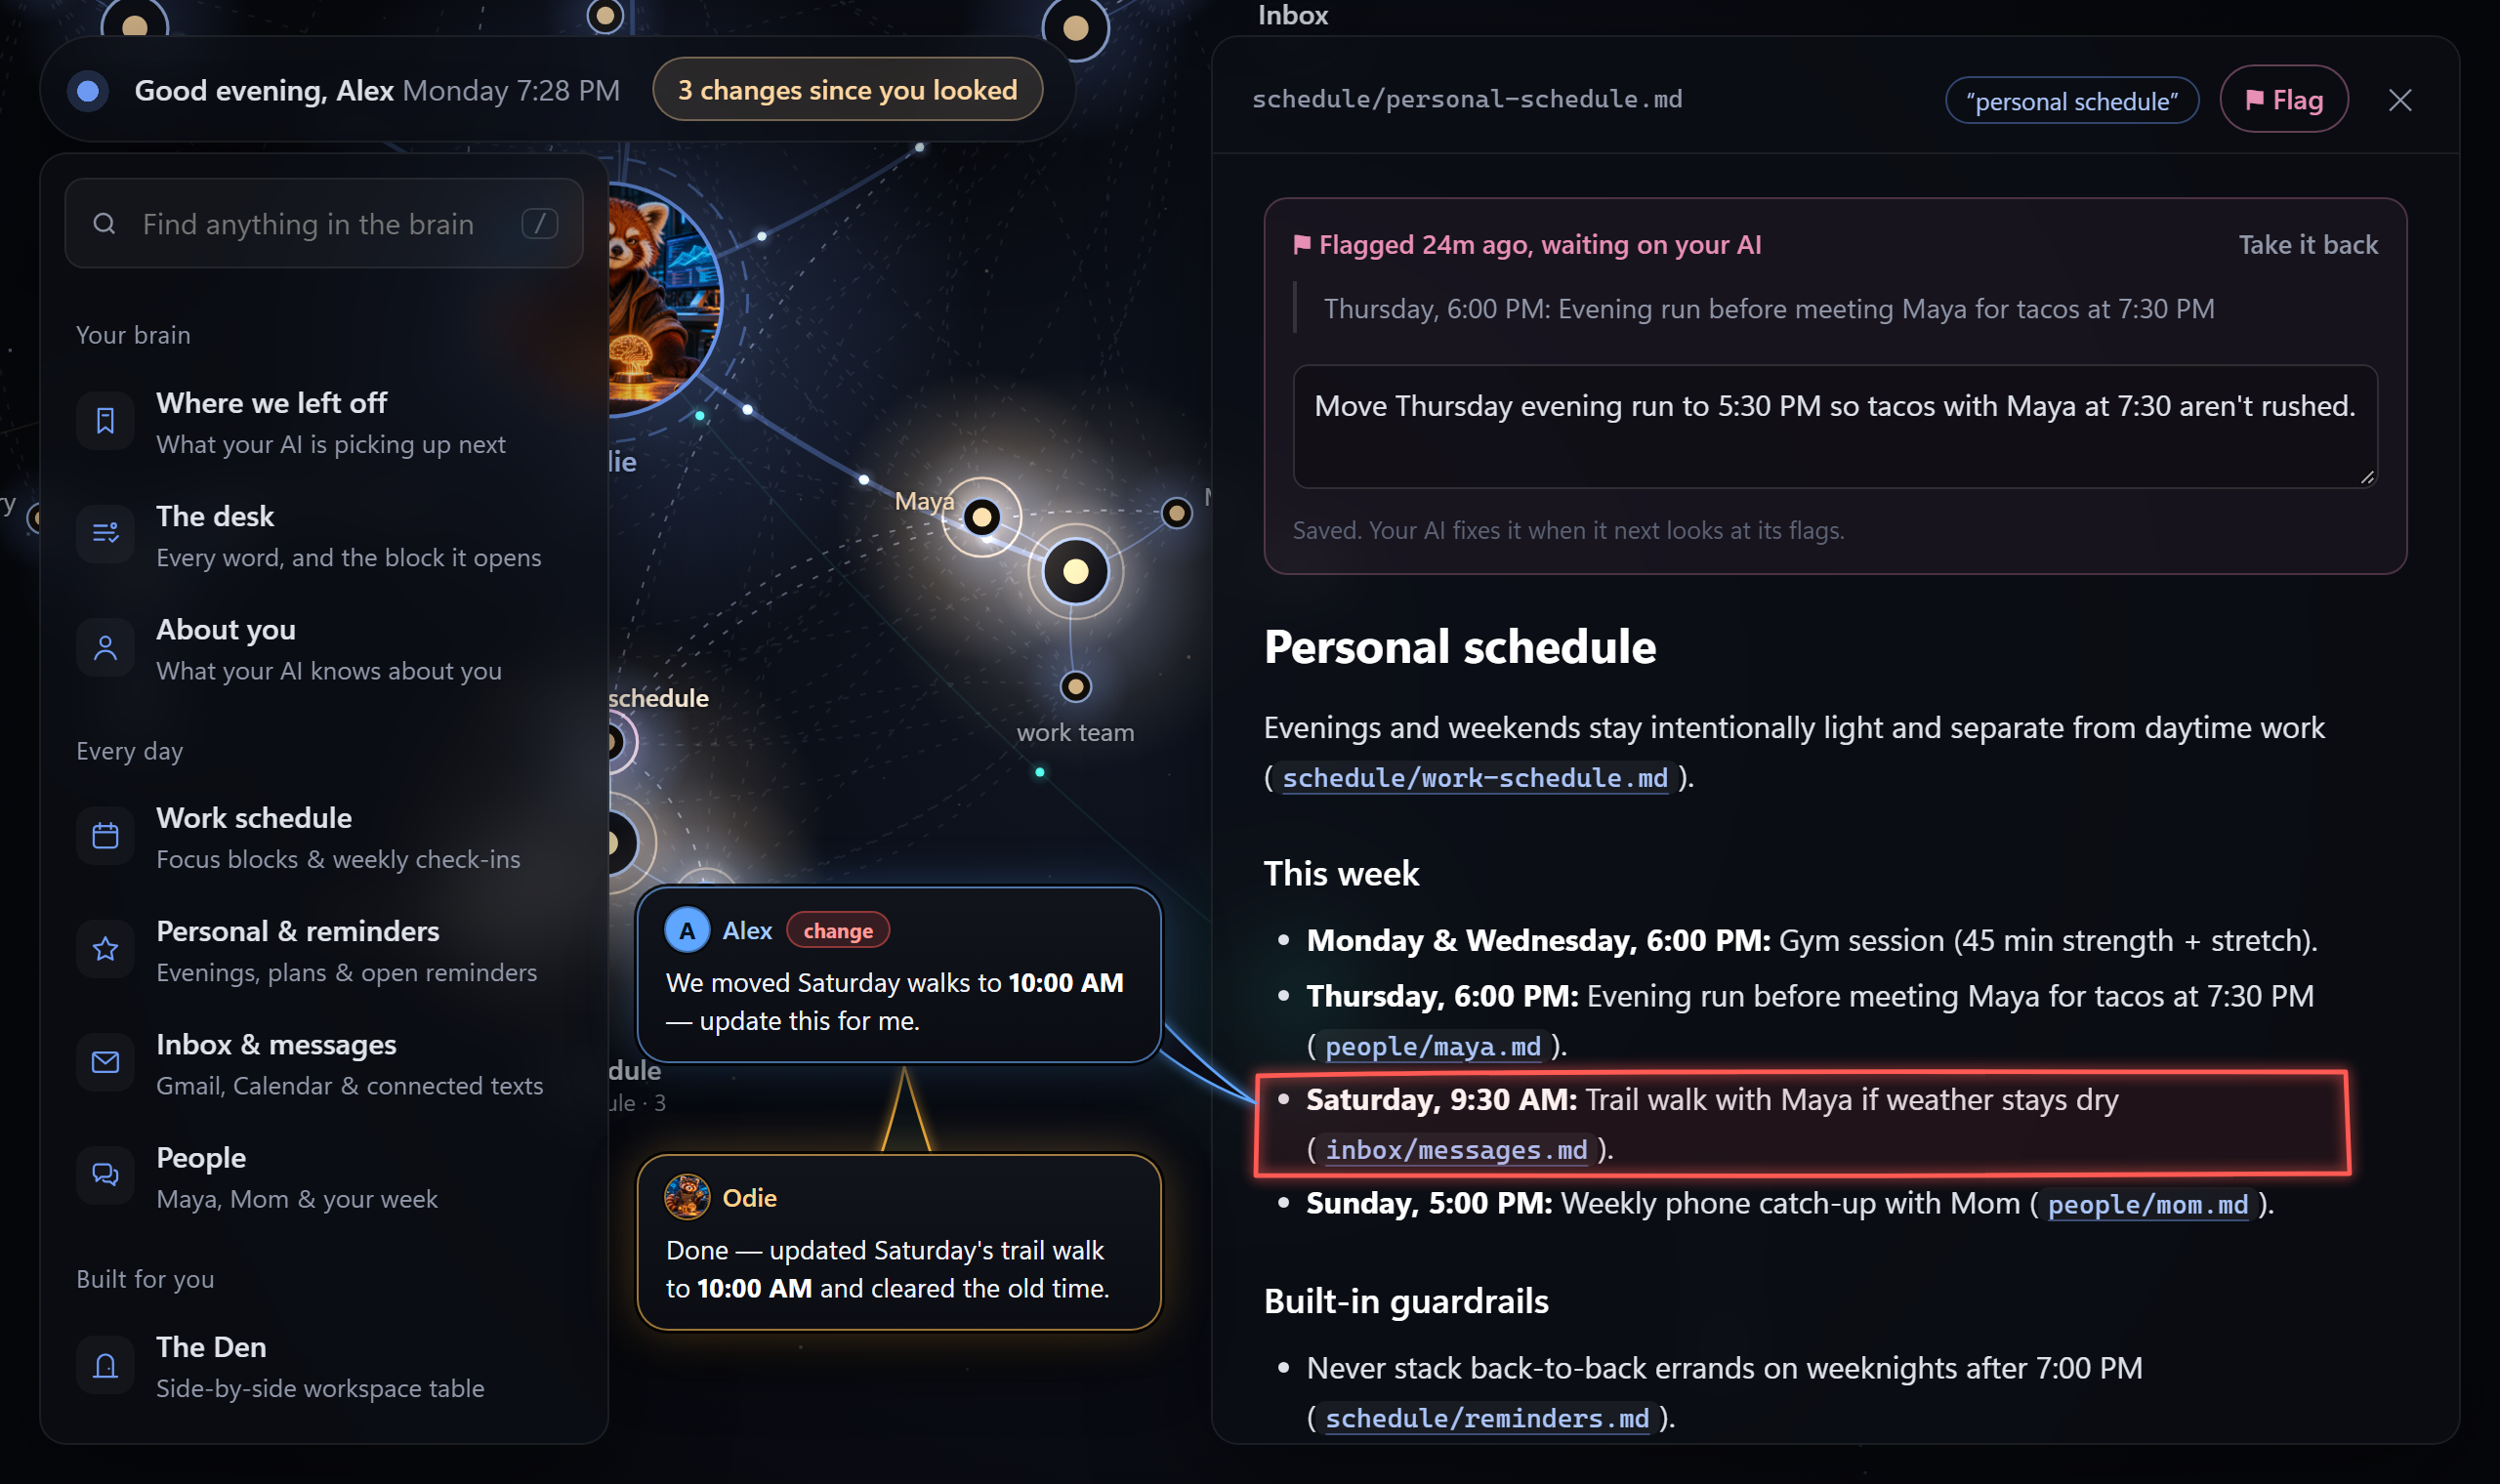 Inbox
Good evening, Alex Monday 7:28 PM
3 changes since you looked
Find anything in the brain /
Your brain
Where we left off
What your AI is picking up next
The desk
Every word, and the block it opens
About you
What your AI knows about you
Every day
Work schedule
Focus blocks & weekly check-ins
Personal & reminders
Evenings, plans & open reminders
Inbox & messages
Gmail, Calendar & connected texts
People
Maya, Mom & your week
Built for you
The Den
Side-by-side workspace table
Maya
work team
schedule
A Alex change
We moved Saturday walks to 10:00 AM
— update this for me.
Odie
Done — updated Saturday's trail walk
to 10:00 AM and cleared the old time.
schedule/personal-schedule.md
“personal schedule”
Flag
Flagged 24m ago, waiting on your AI
Take it back
Thursday, 6:00 PM: Evening run before meeting Maya for tacos at 7:30 PM
Move Thursday evening run to 5:30 PM so tacos with Maya at 7:30 aren't rushed.
Saved. Your AI fixes it when it next looks at its flags.
Personal schedule
Evenings and weekends stay intentionally light and separate from daytime work
(schedule/work-schedule.md).
This week
• Monday & Wednesday, 6:00 PM: Gym session (45 min strength + stretch).
• Thursday, 6:00 PM: Evening run before meeting Maya for tacos at 7:30 PM
(people/maya.md).
• Saturday, 9:30 AM: Trail walk with Maya if weather stays dry
(inbox/messages.md).
• Sunday, 5:00 PM: Weekly phone catch-up with Mom (people/mom.md).
Built-in guardrails
• Never stack back-to-back errands on weeknights after 7:00 PM
(schedule/reminders.md).